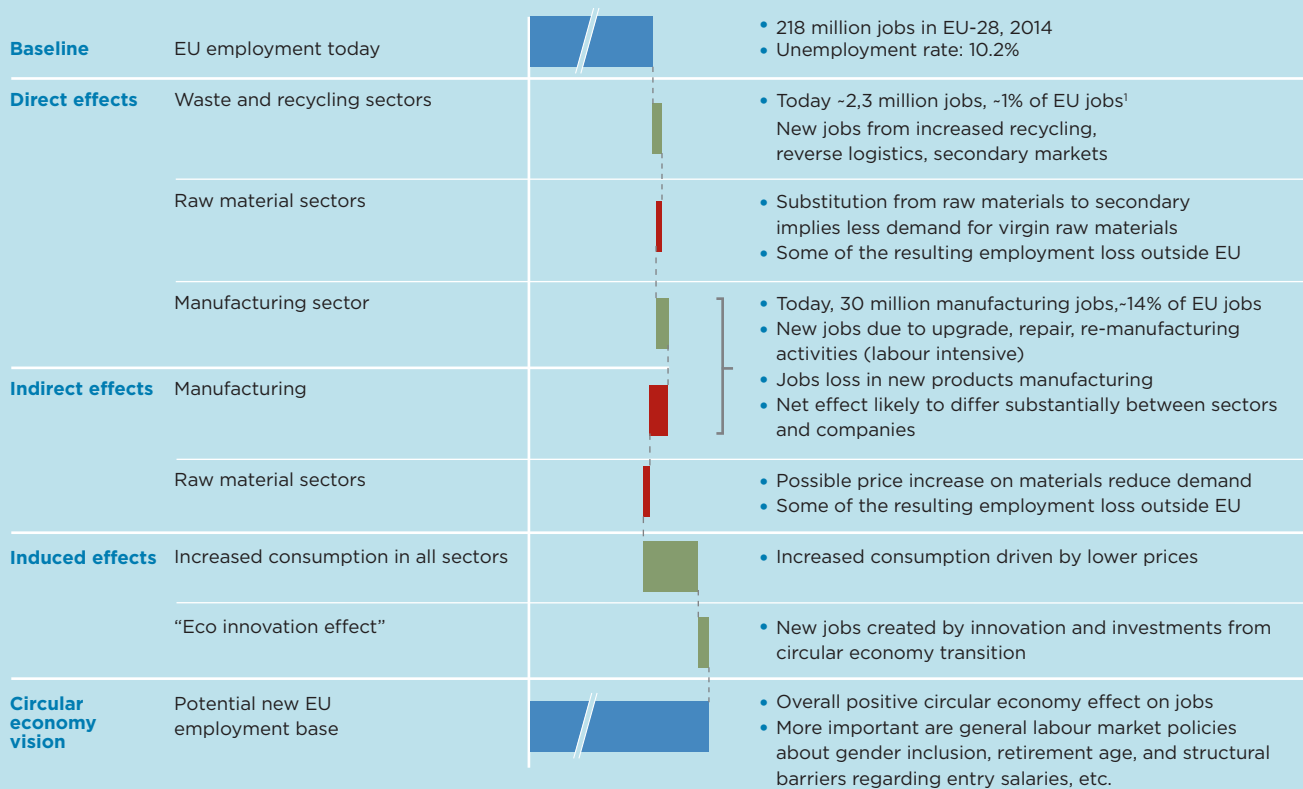 Baseline
EU employment today
• 218 million jobs in EU-28, 2014
• Unemployment rate: 10.2%
Direct effects
Waste and recycling sectors
• Today ~2,3 million jobs, ~1% of EU jobs¹
New jobs from increased recycling,
reverse logistics, secondary markets
Raw material sectors
• Substitution from raw materials to secondary
implies less demand for virgin raw materials
• Some of the resulting employment loss outside EU
Manufacturing sector
• Today, 30 million manufacturing jobs,~14% of EU jobs
• New jobs due to upgrade, repair, re-manufacturing
activities (labour intensive)
• Jobs loss in new products manufacturing
• Net effect likely to differ substantially between sectors
and companies
Indirect effects
Manufacturing
Raw material sectors
• Possible price increase on materials reduce demand
• Some of the resulting employment loss outside EU
Induced effects
Increased consumption in all sectors
• Increased consumption driven by lower prices
“Eco innovation effect”
• New jobs created by innovation and investments from
circular economy transition
Circular
economy
vision
Potential new EU
employment base
• Overall positive circular economy effect on jobs
• More important are general labour market policies
about gender inclusion, retirement age, and structural
barriers regarding entry salaries, etc.